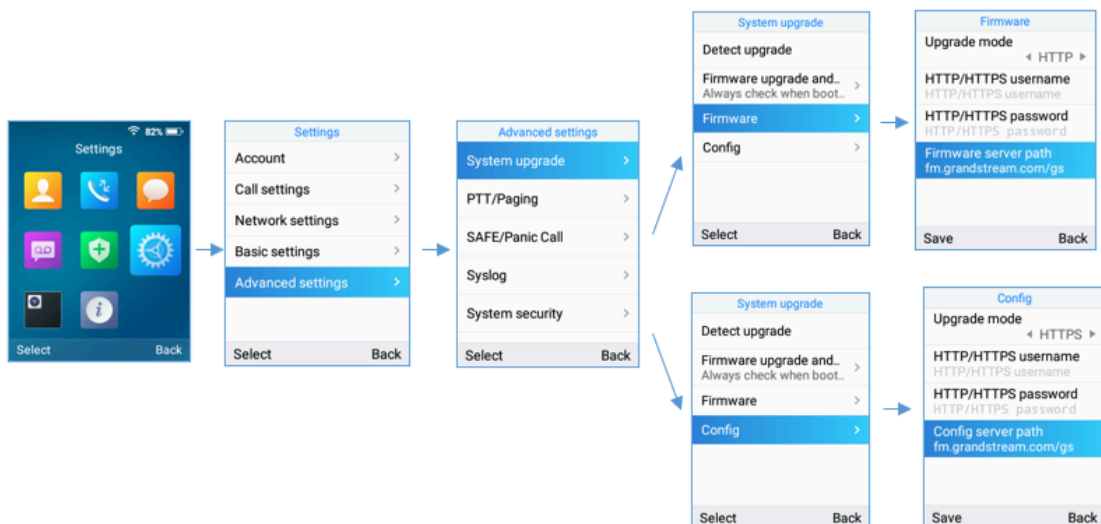 82%
Settings
Select Back
Settings
Account
Call settings
Network settings
Basic settings
Advanced settings
Select Back
Advanced settings
System upgrade
PTT/Paging
SAFE/Panic Call
Syslog
System security
Select Back
System upgrade
Detect upgrade
Firmware upgrade and..
Always check when boot..
Firmware
Config
Select Back
Firmware
Upgrade mode
HTTP
HTTP/HTTPS username
HTTP/HTTPS username
HTTP/HTTPS password
HTTP/HTTPS password
Firmware server path
fm.grandstream.com/gs
Save Back
System upgrade
Detect upgrade
Firmware upgrade and..
Always check when boot..
Firmware
Config
Select Back
Config
Upgrade mode
HTTPS
HTTP/HTTPS username
HTTP/HTTPS username
HTTP/HTTPS password
HTTP/HTTPS password
Config server path
fm.grandstream.com/gs
Save Back